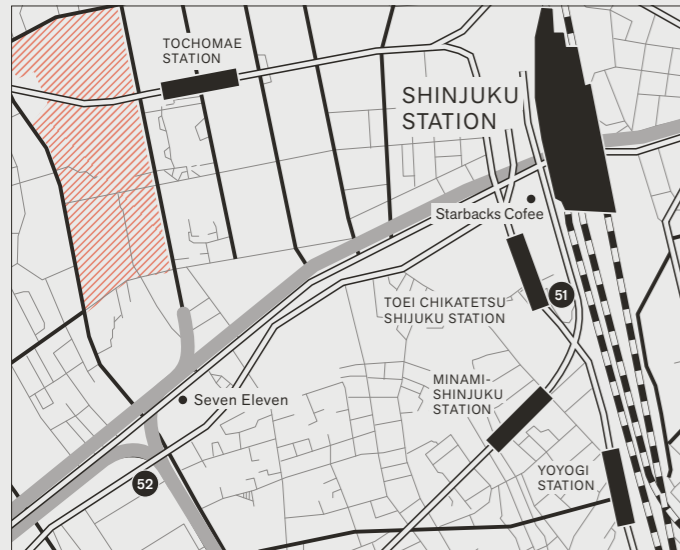 TOCHOMAE
STATION
SHINJUKU
STATION
Starbacks Cofee
51
TOEI CHIKATETSU
SHIJUKU STATION
MINAMI-
SHINJUKU
STATION
Seven Eleven
YOYOGI
STATION
52